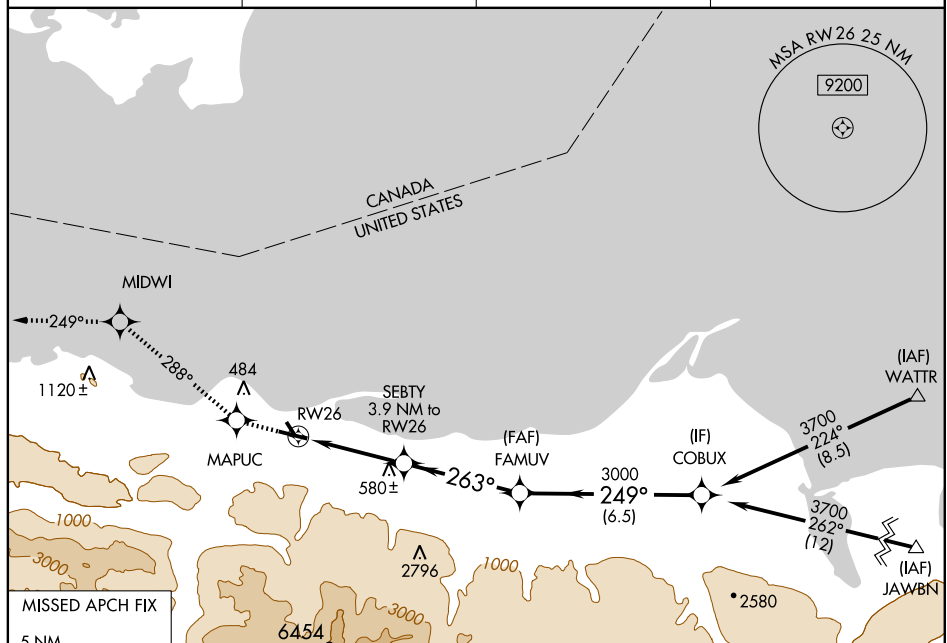 MSA RW26 25 NM
9200
CANADA
UNITED STATES
MIDWI
249°
288°
1120 ±
484
MAPUC
RW26
SEBTY
3.9 NM to
RW26
580 ±
263°
(FAF)
FAMUV
3000
249°
(6.5)
(IF)
COBUX
(IAF)
WATTR
3700
224°
(8.5)
3700
262°
(12)
(IAF)
JAWBN
1000
3000
2796
1000
2580
3000
6454
MISSED APCH FIX
5 NM